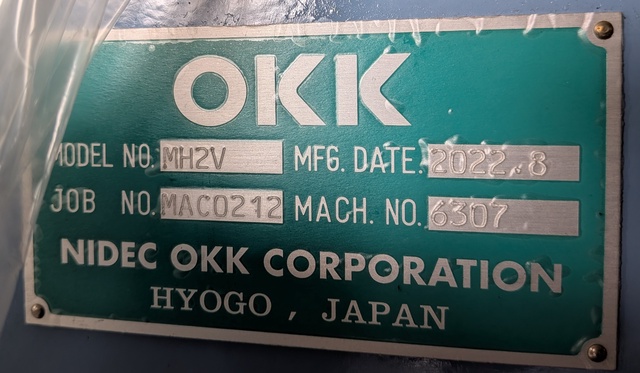 OKK
MODEL NO. MH2V MFG. DATE. 2022.8
JOB NO. MAC0212 MACH. NO. 6307
NIDEC OKK CORPORATION
HYOGO , JAPAN